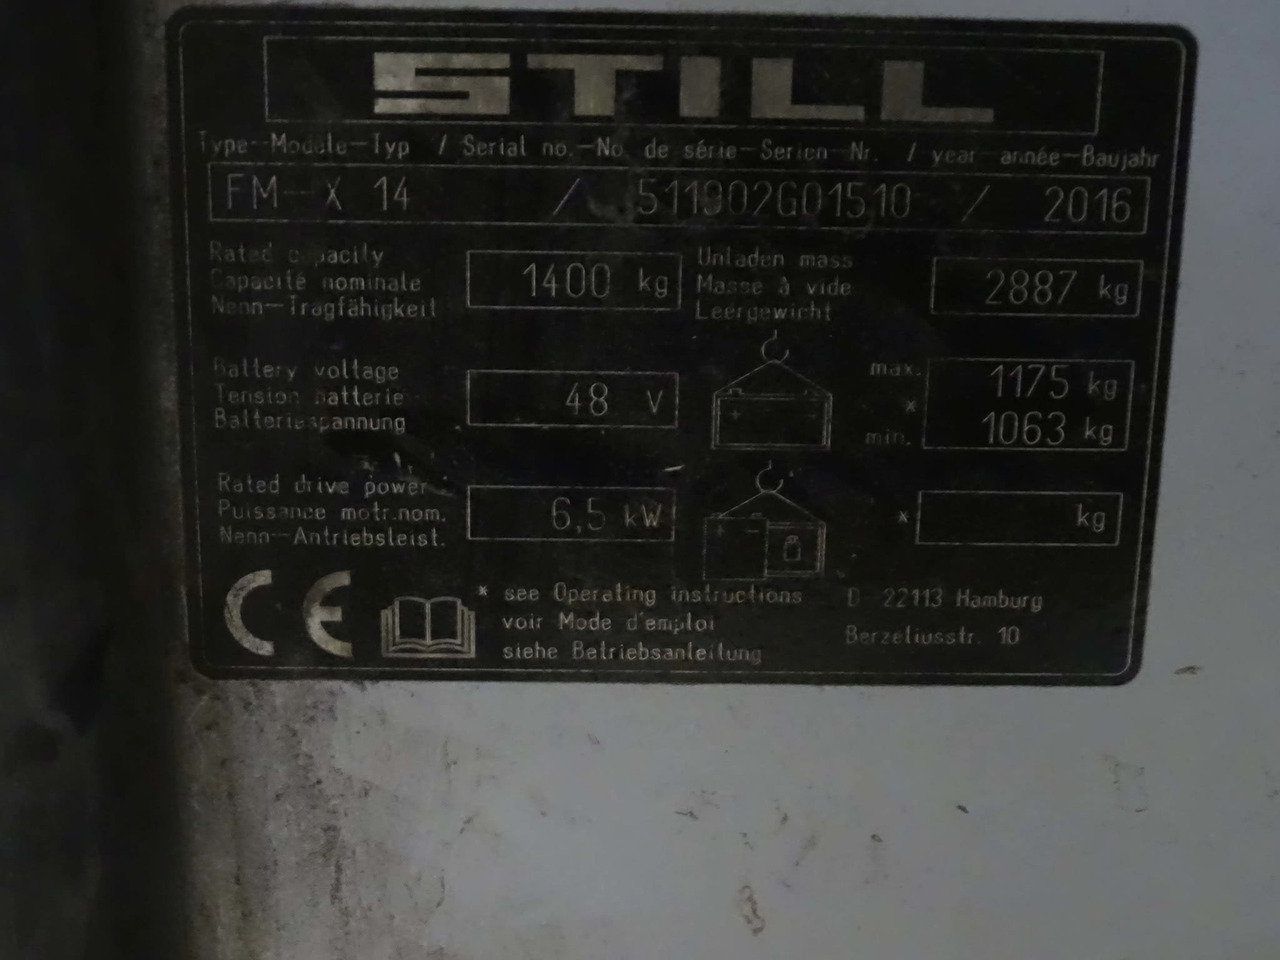 STILL
Type-Modèle-Typ / Serial no.-No. de série-Serien-Nr. / year-année-Baujahr
FM-X 14 / 511902G01510 / 2016
Rated capacity
Capacité nominale
Nenn-Tragfähigkeit
1400 kg
Unladen mass
Masse à vide
Leergewicht
2887 kg
Battery voltage
Tension batterie
Batteriespannung
48 V
+
max. 1175 kg
*
min. 1063 kg
Rated drive power
Puissance motr.nom.
Nenn-Antriebsleist.
6,5 kW
+ -
* kg
CE
* see Operating instructions
voir Mode d'emploi
siehe Betriebsanleitung
D 22113 Hamburg
Berzeliusstr. 10